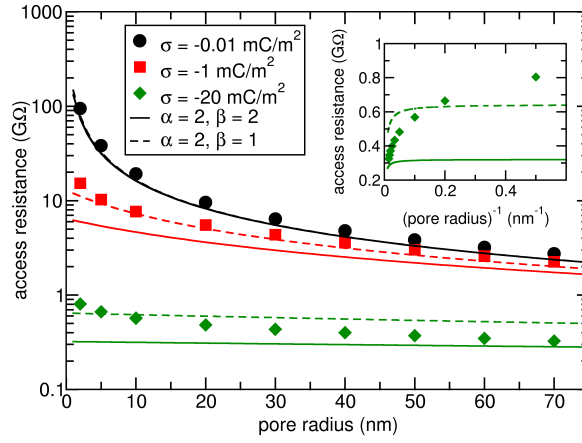 1000
100
10
1
0.1
access resistance (GΩ)
0
10
20
30
40
50
60
70
pore radius (nm)
σ = -0.01 mC/m²
σ = -1 mC/m²
σ = -20 mC/m²
α = 2, β = 2
α = 2, β = 1
1
0.8
0.6
0.4
0.2
access resistance (GΩ)
0
0.2
0.4
(pore radius)⁻¹ (nm⁻¹)